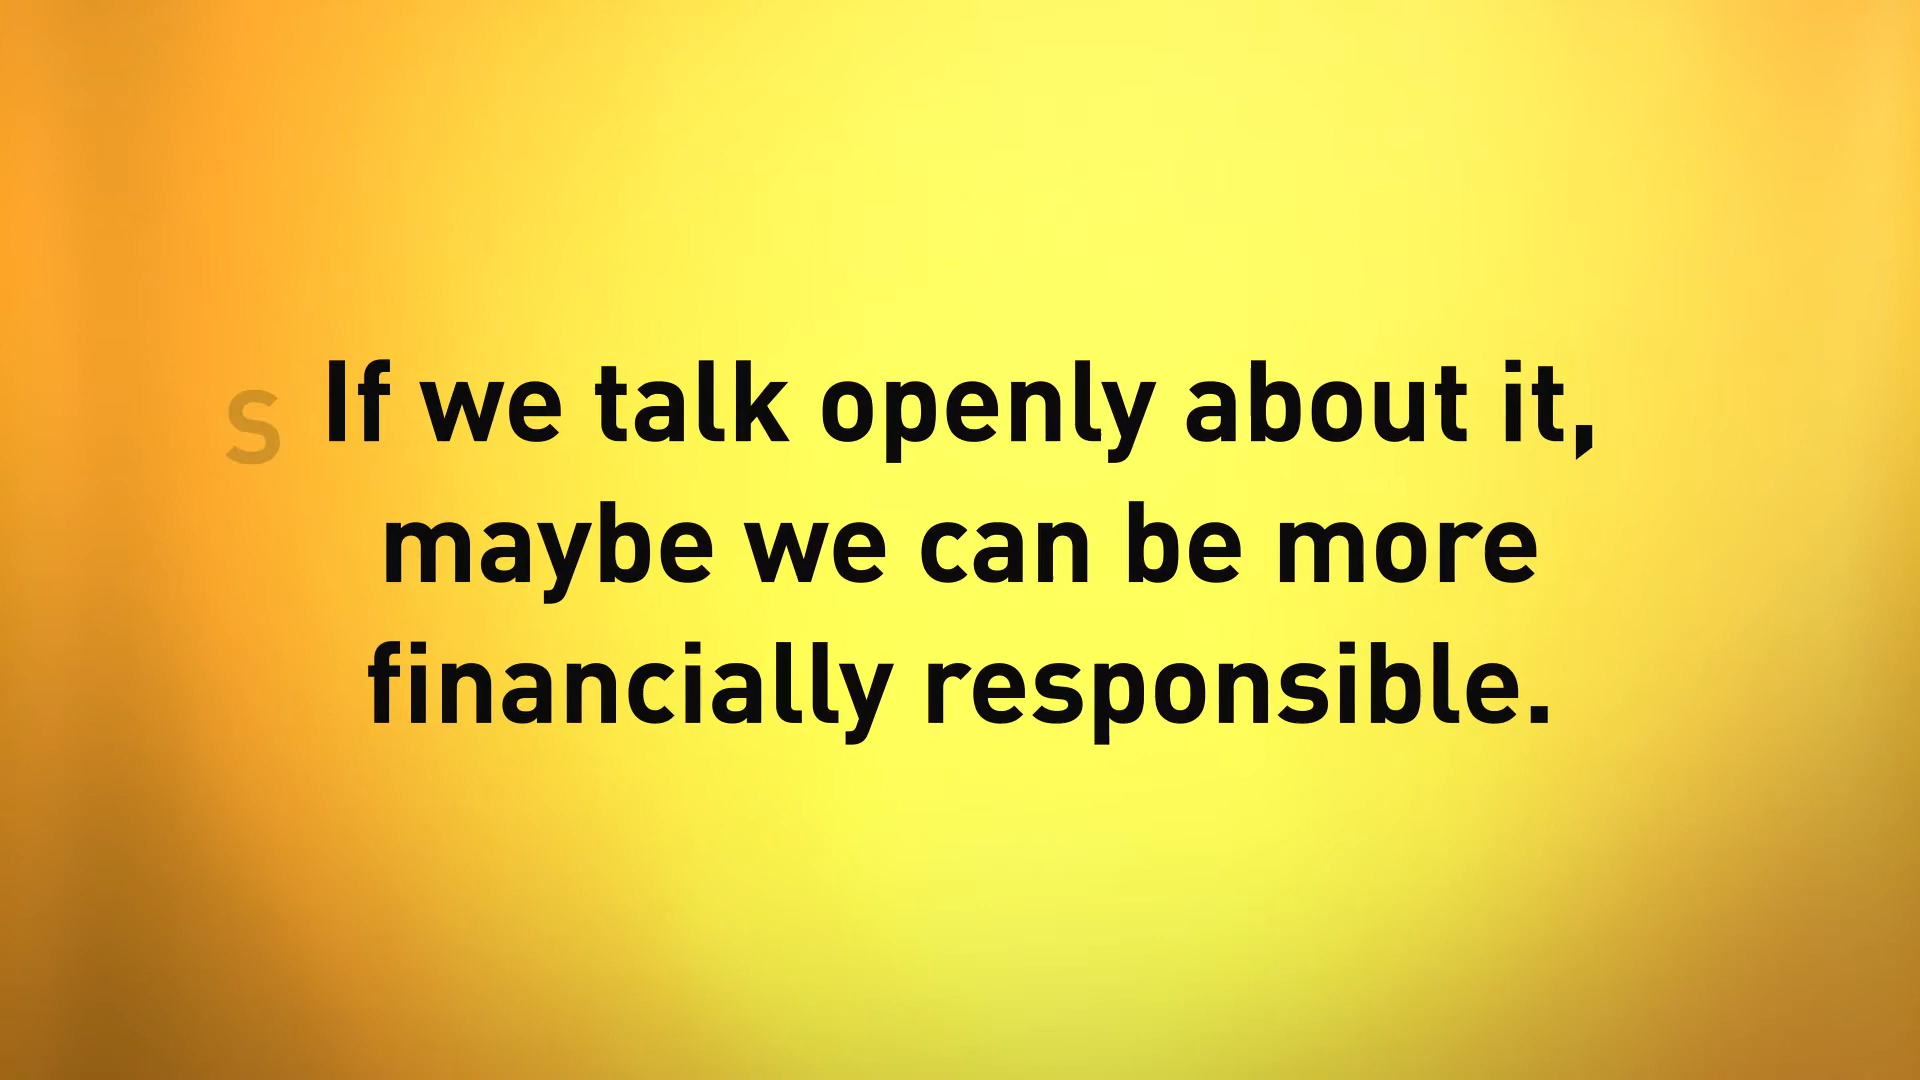 s
If we talk openly about it,
maybe we can be more
financially responsible.